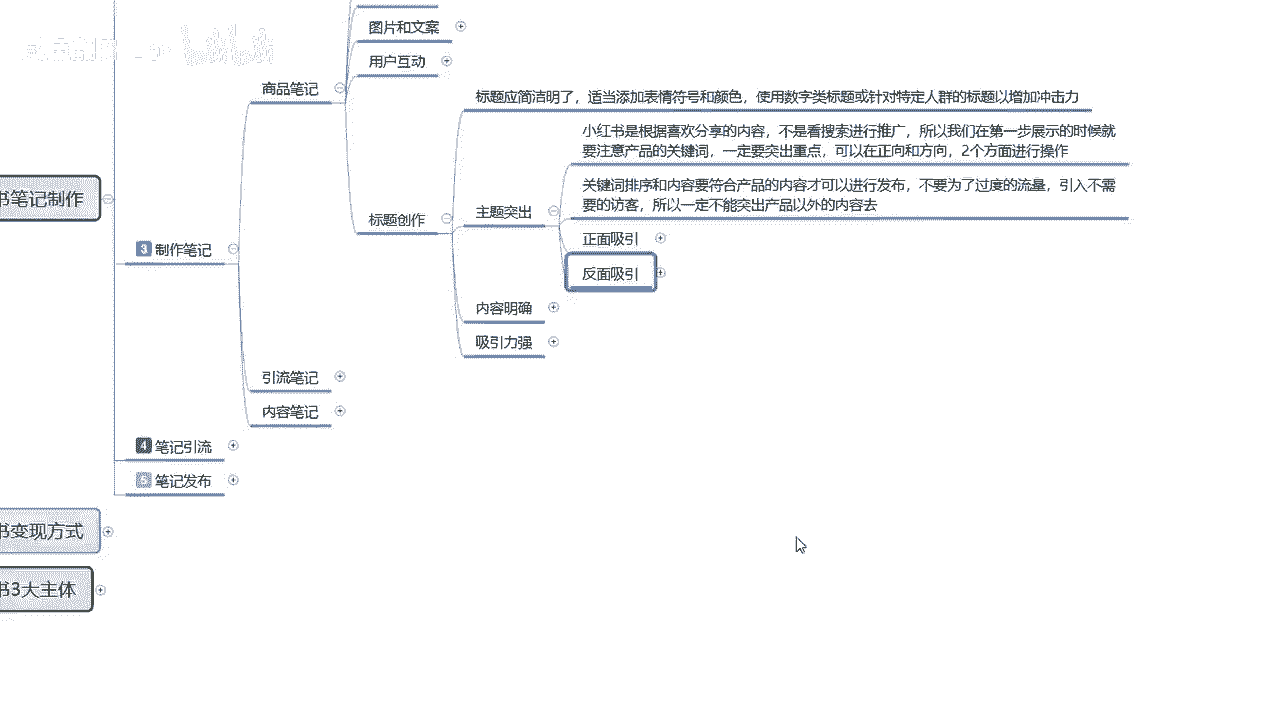 图片和文案
用户互动
商品笔记
标题应简洁明了，适当添加表情符号和颜色，使用数字类标题或针对特定人群的标题以增加冲击力
小红书是根据喜欢分享的内容，不是看搜索进行推广，所以我们在第一步展示的时候就
要注意产品的关键词，一定要突出重点，可以在正向和方向，2个方面进行操作
关键词排序和内容要符合产品的内容才可以进行发布，不要为了过度的流量，引入不需
要的访客，所以一定不能突出产品以外的内容去
书笔记制作
标题创作
主题突出
正面吸引
3 制作笔记
反面吸引
内容明确
吸引力强
引流笔记
内容笔记
4 笔记引流
5 笔记发布
书变现方式
书3大主体